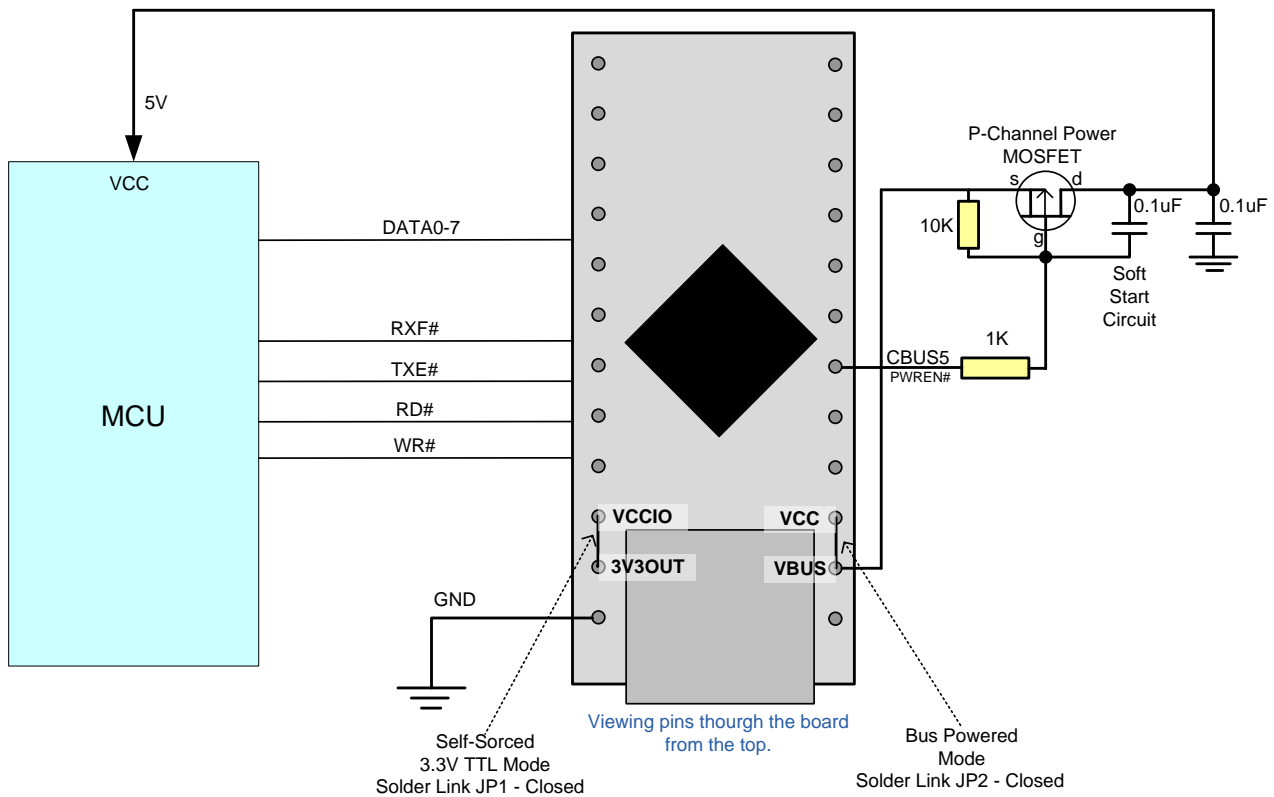 5V
VCC
MCU
DATA0-7
RXF#
TXE#
RD#
WR#
GND
VCCIO
3V3OUT
VCC
VBUS
P-Channel Power
MOSFET
s
d
g
10K
0.1uF
0.1uF
Soft
Start
Circuit
1K
CBUS5
PWREN#
Viewing pins thourgh the board
from the top.
Self-Sorced
3.3V TTL Mode
Solder Link JP1 - Closed
Bus Powered
Mode
Solder Link JP2 - Closed